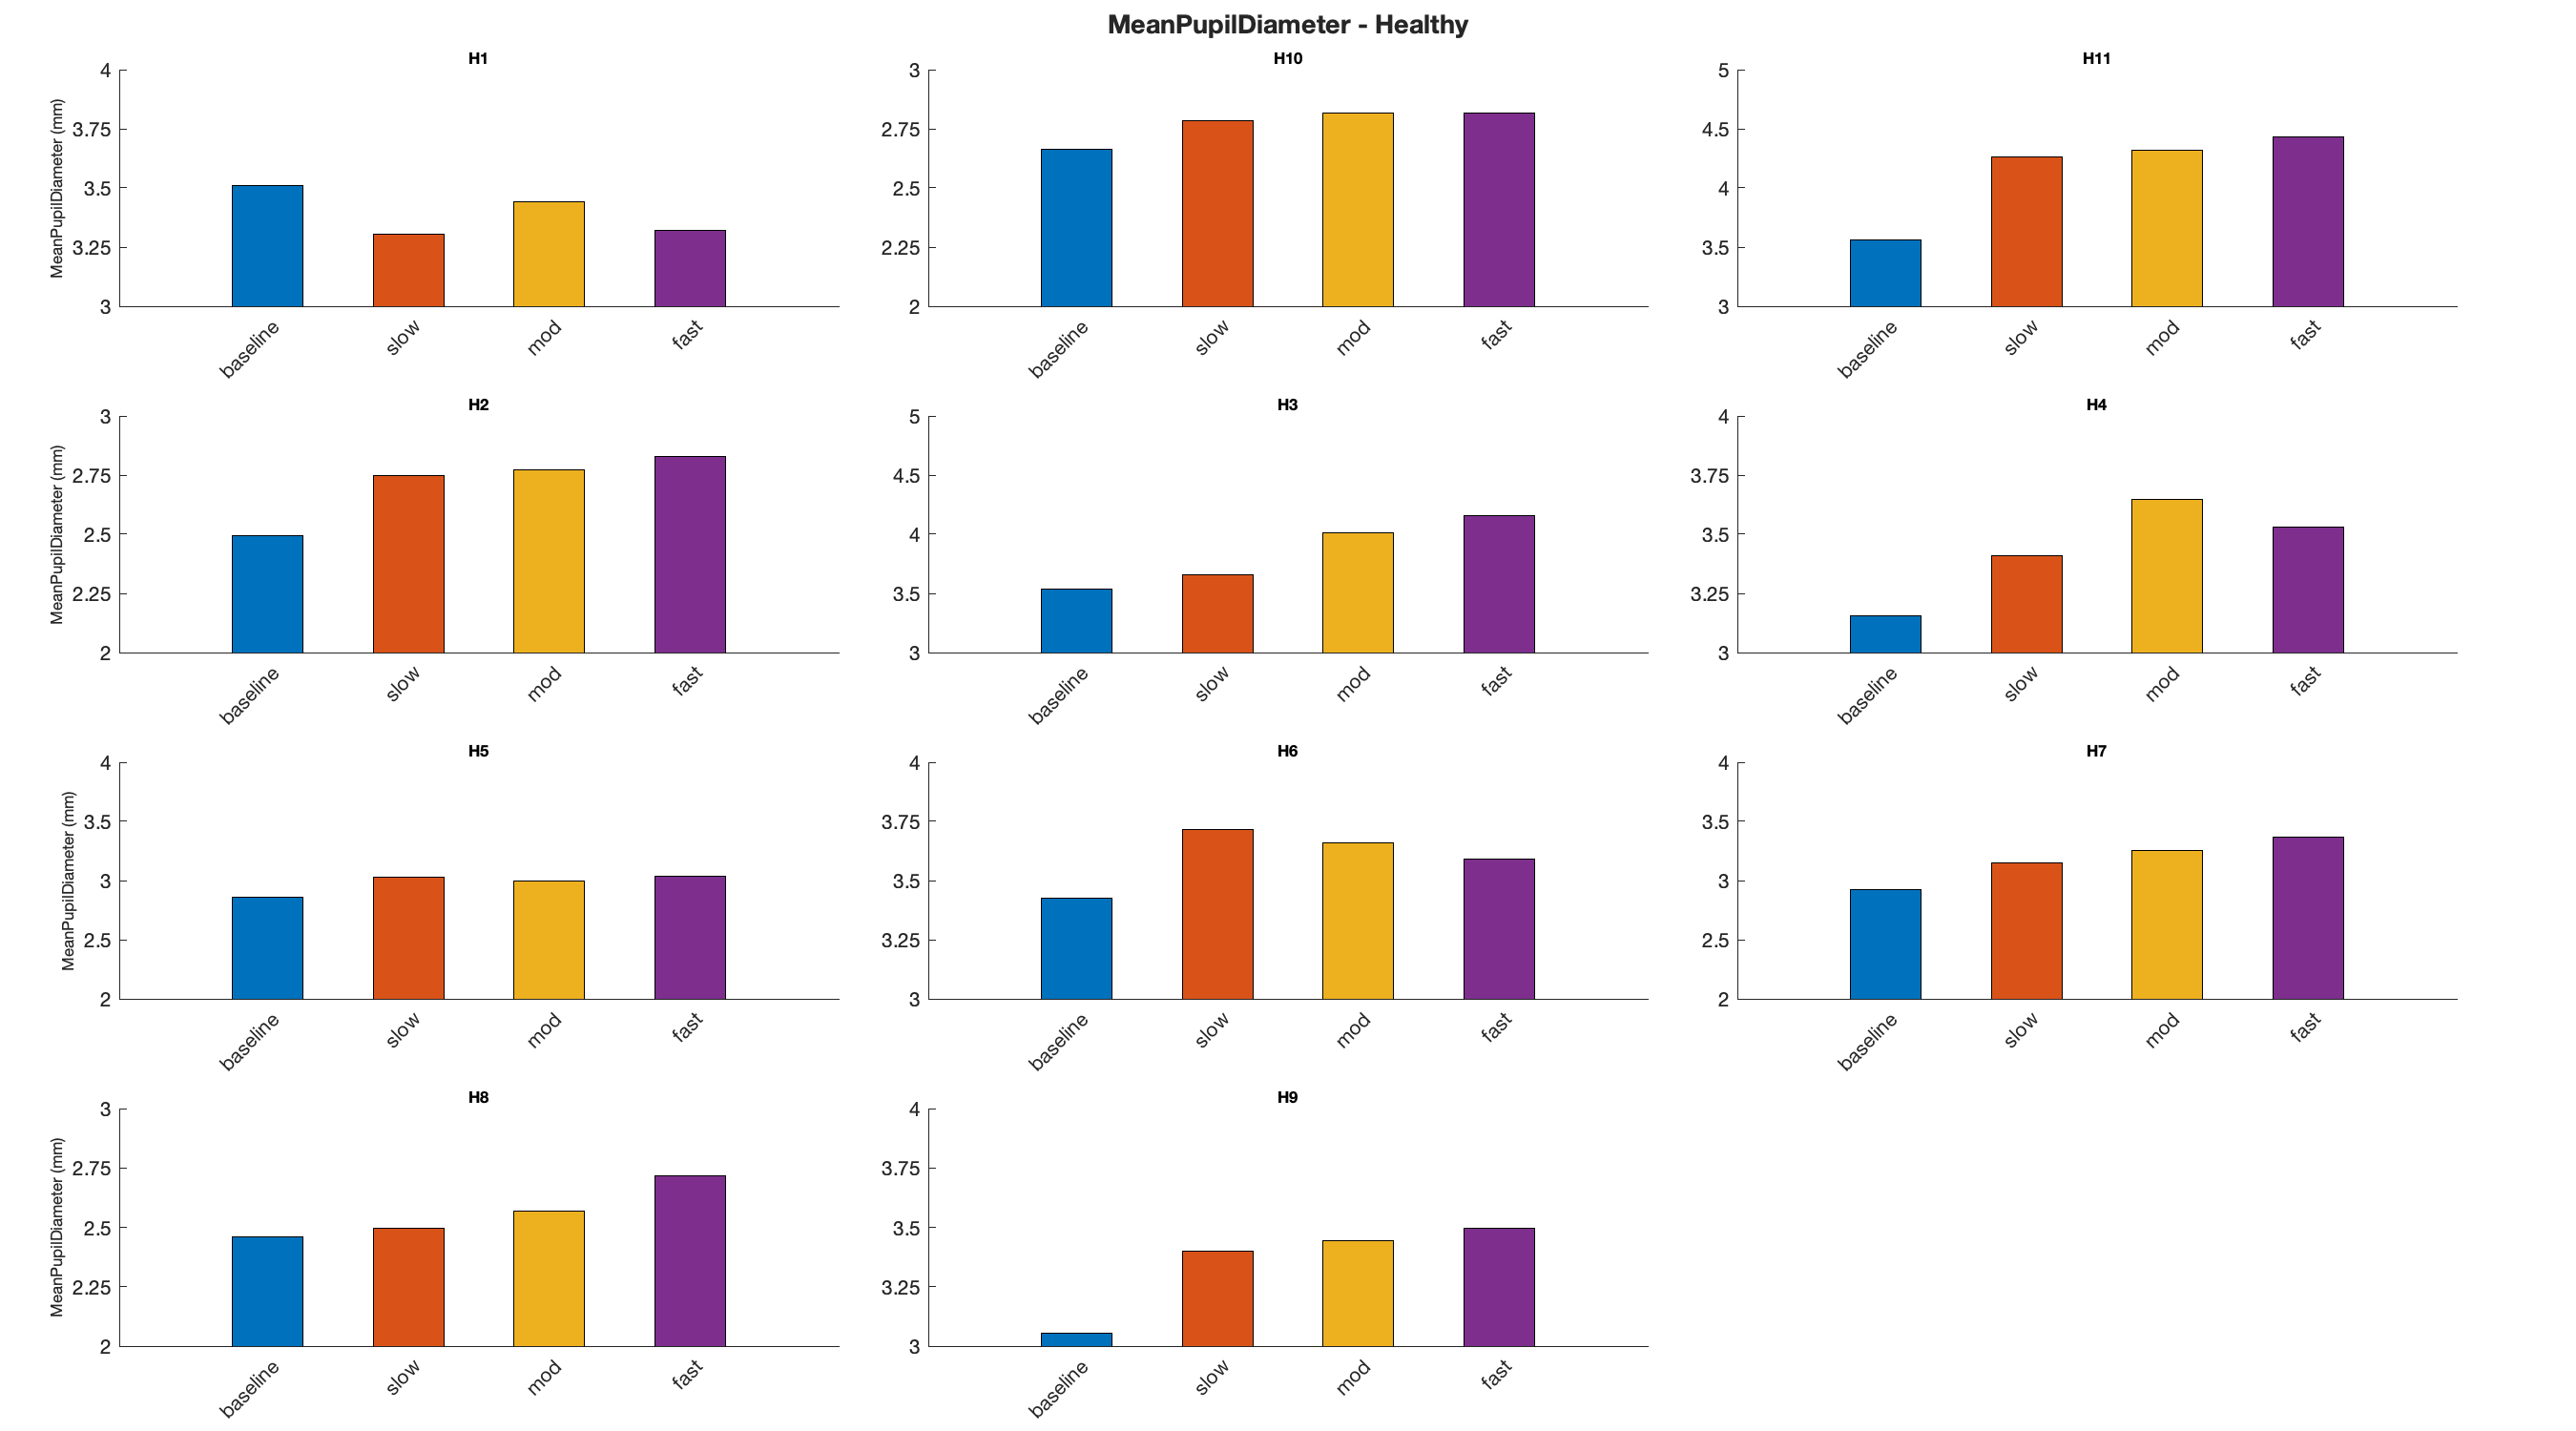 MeanPupilDiameter - Healthy
H1
MeanPupilDiameter (mm)
4
3.75
3.5
3.25
3
baseline
slow
mod
fast
H10
3
2.75
2.5
2.25
2
baseline
slow
mod
fast
H11
5
4.5
4
3.5
3
baseline
slow
mod
fast
H2
MeanPupilDiameter (mm)
3
2.75
2.5
2.25
2
baseline
slow
mod
fast
H3
5
4.5
4
3.5
3
baseline
slow
mod
fast
H4
4
3.75
3.5
3.25
3
baseline
slow
mod
fast
H5
MeanPupilDiameter (mm)
4
3.5
3
2.5
2
baseline
slow
mod
fast
H6
4
3.75
3.5
3.25
3
baseline
slow
mod
fast
H7
4
3.5
3
2.5
2
baseline
slow
mod
fast
H8
MeanPupilDiameter (mm)
3
2.75
2.5
2.25
2
baseline
slow
mod
fast
H9
4
3.75
3.5
3.25
3
baseline
slow
mod
fast